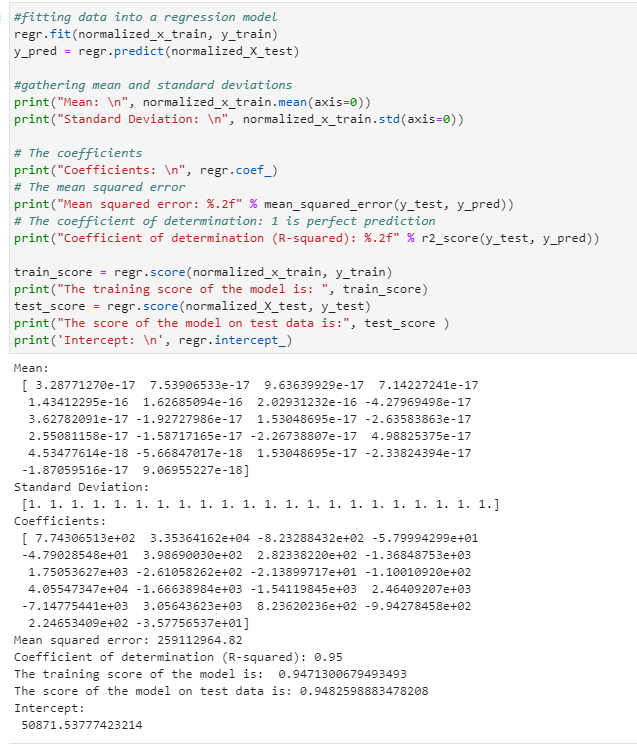 #fitting data into a regression model
regr.fit(normalized_x_train, y_train)
y_pred = regr.predict(normalized_X_test)
#gathering mean and standard deviations
print("Mean: \n", normalized_x_train.mean(axis=0))
print("Standard Deviation: \n", normalized_x_train.std(axis=0))
# The coefficients
print("Coefficients: \n", regr.coef_)
# The mean squared error
print("Mean squared error: %.2f" % mean_squared_error(y_test, y_pred))
# The coefficient of determination: 1 is perfect prediction
print("Coefficient of determination (R-squared): %.2f" % r2_score(y_test, y_pred))
train_score = regr.score(normalized_x_train, y_train)
print("The training score of the model is: ", train_score)
test_score = regr.score(normalized_X_test, y_test)
print("The score of the model on test data is:", test_score )
print('Intercept: \n', regr.intercept_)
Mean:
[ 3.28771270e-17 7.53906533e-17 9.63639929e-17 7.14227241e-17
1.43412295e-16 1.62685094e-16 2.02931232e-16 -4.27969498e-17
3.62782091e-17 -1.92727986e-17 1.53048695e-17 -2.63583863e-17
2.55081158e-17 -1.58717165e-17 -2.26738807e-17 4.98825375e-17
4.53477614e-18 -5.66847017e-18 1.53048695e-17 -2.33824394e-17
-1.87059516e-17 9.06955227e-18]
Standard Deviation:
[1. 1. 1. 1. 1. 1. 1. 1. 1. 1. 1. 1. 1. 1. 1. 1. 1. 1. 1. 1. 1. 1.]
Coefficients:
[ 7.74306513e+02 3.35364162e+04 -8.23288432e+02 -5.79994299e+01
-4.79028548e+01 3.98690030e+02 2.82338220e+02 -1.36848753e+03
1.75053627e+03 -2.61058262e+02 -2.13899717e+01 -1.10010920e+02
4.05547347e+04 -1.66638984e+03 -1.54119845e+03 2.46409207e+03
-7.14775441e+03 3.05643623e+03 8.23620236e+02 -9.94278458e+02
2.24653409e+02 -3.57756537e+01]
Mean squared error: 259112964.82
Coefficient of determination (R-squared): 0.95
The training score of the model is: 0.9471300679493493
The score of the model on test data is: 0.9482598883478208
Intercept:
50871.53777423214